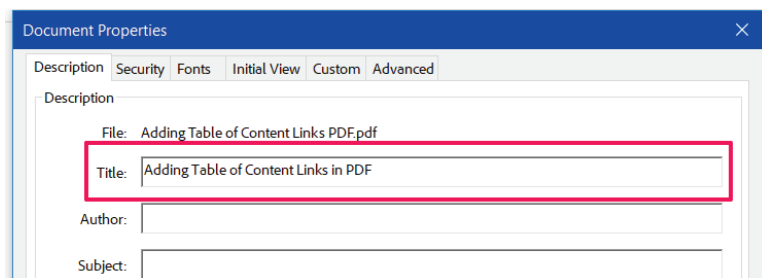 Document Properties
Description Security Fonts Initial View Custom Advanced
Description
File: Adding Table of Content Links PDF.pdf
Title: Adding Table of Content Links in PDF
Author:
Subject: